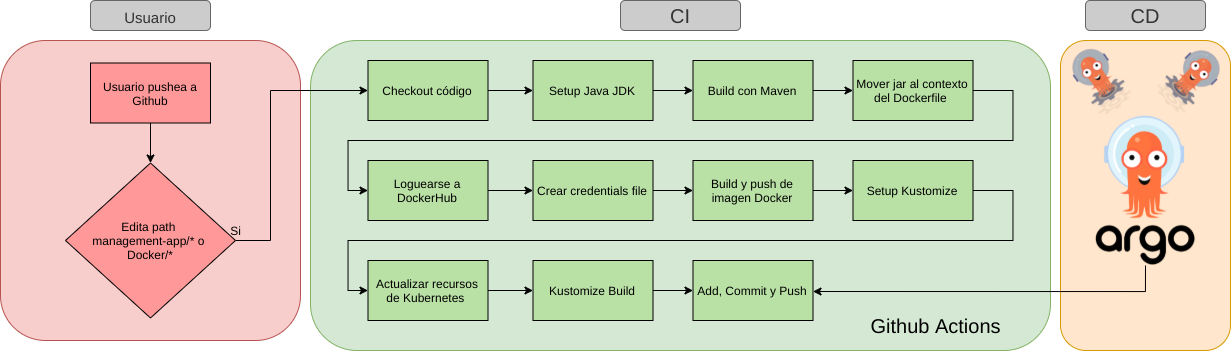 Usuario
CI
CD
Usuario pushea a
Github
Edita path
management-app/* o
Docker/*
Si
Checkout código
Setup Java JDK
Build con Maven
Mover jar al contexto
del Dockerfile
Loguearse a
DockerHub
Crear credentials file
Build y push de
imagen Docker
Setup Kustomize
Actualizar recursos
de Kubernetes
Kustomize Build
Add, Commit y Push
Github Actions
argo